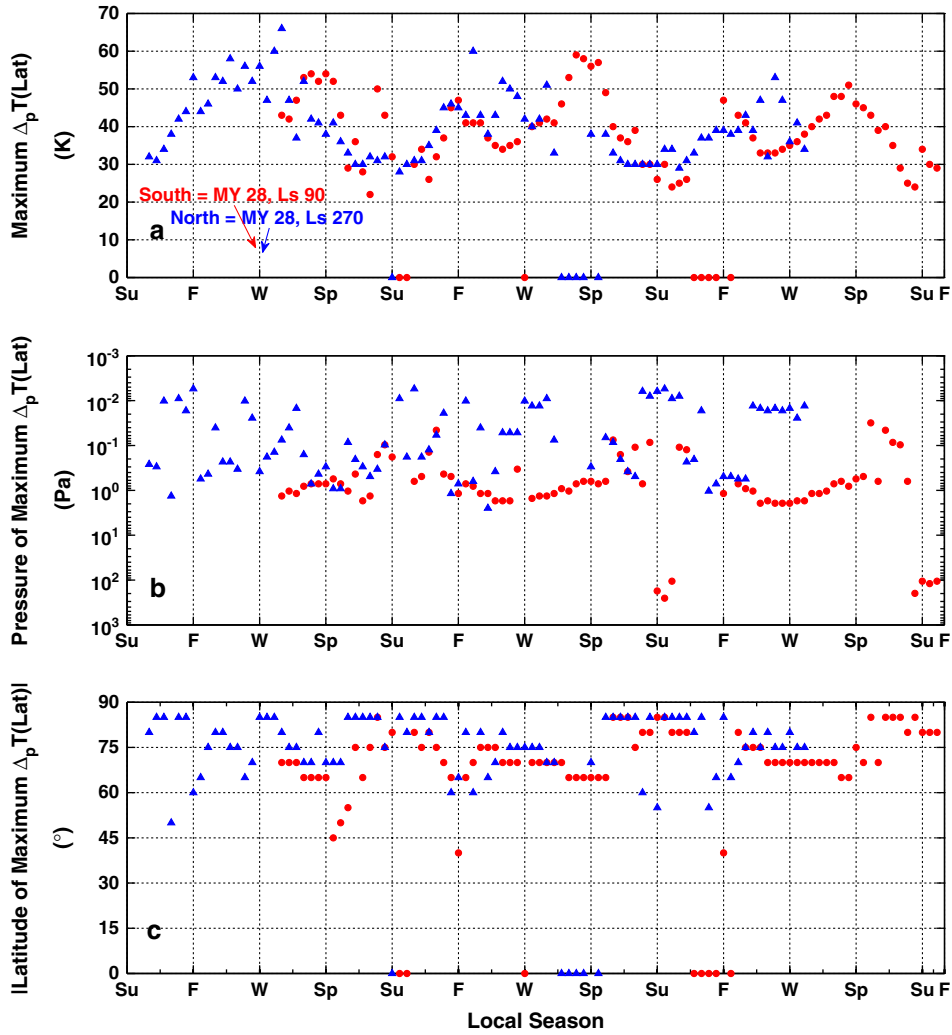 Maximum ΔpT(Lat)
(K)
70
60
50
40
30
20
10
0
South = MY 28, Ls 90
North = MY 28, Ls 270
a
Su F W Sp Su F W Sp Su F W Sp Su F
Pressure of Maximum ΔpT(Lat)
(Pa)
10-3
10-2
10-1
100
101
102
103
b
Su F W Sp Su F W Sp Su F W Sp Su F
|Latitude of Maximum ΔpT(Lat)|
(°)
90
75
60
45
30
15
0
c
Su F W Sp Su F W Sp Su F W Sp Su F
Local Season